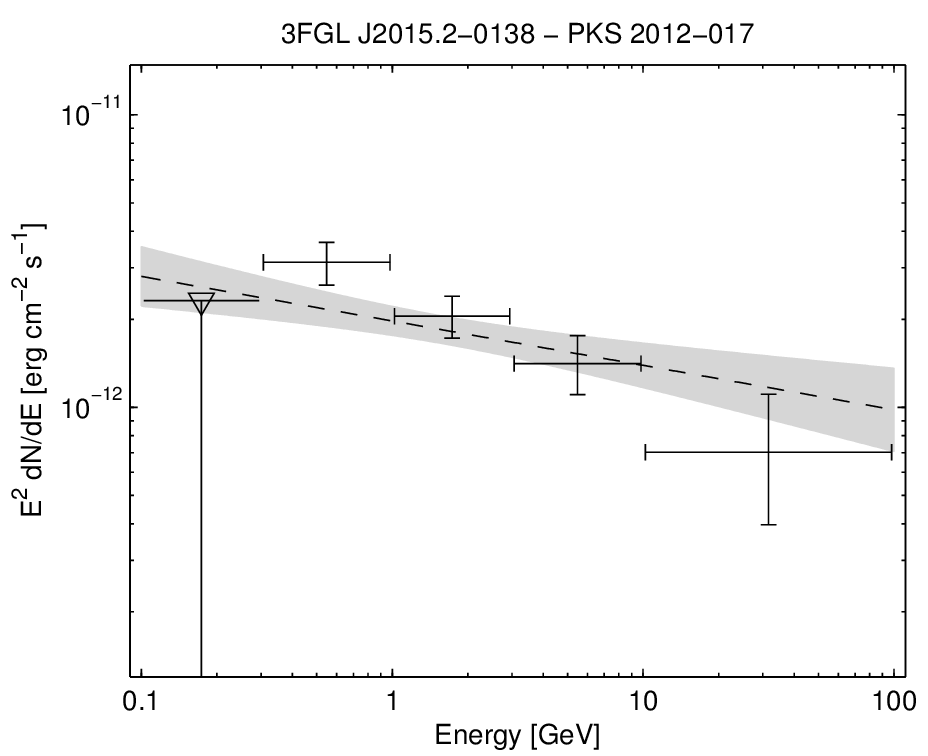 3FGL J2015.2−0138 − PKS 2012−017
10⁻¹¹
10⁻¹²
E² dN/dE [erg cm⁻² s⁻¹]
0.1 1 10 100
Energy [GeV]